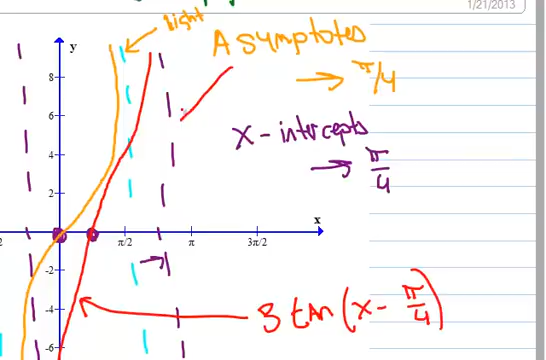 1/21/2013
right
Asymptotes
→ π/4
y
8
6
4
2
x - intercepts
→ π/4
x
π/2
π
3π/2
-2
-4
-6
3 tan(x - π/4)